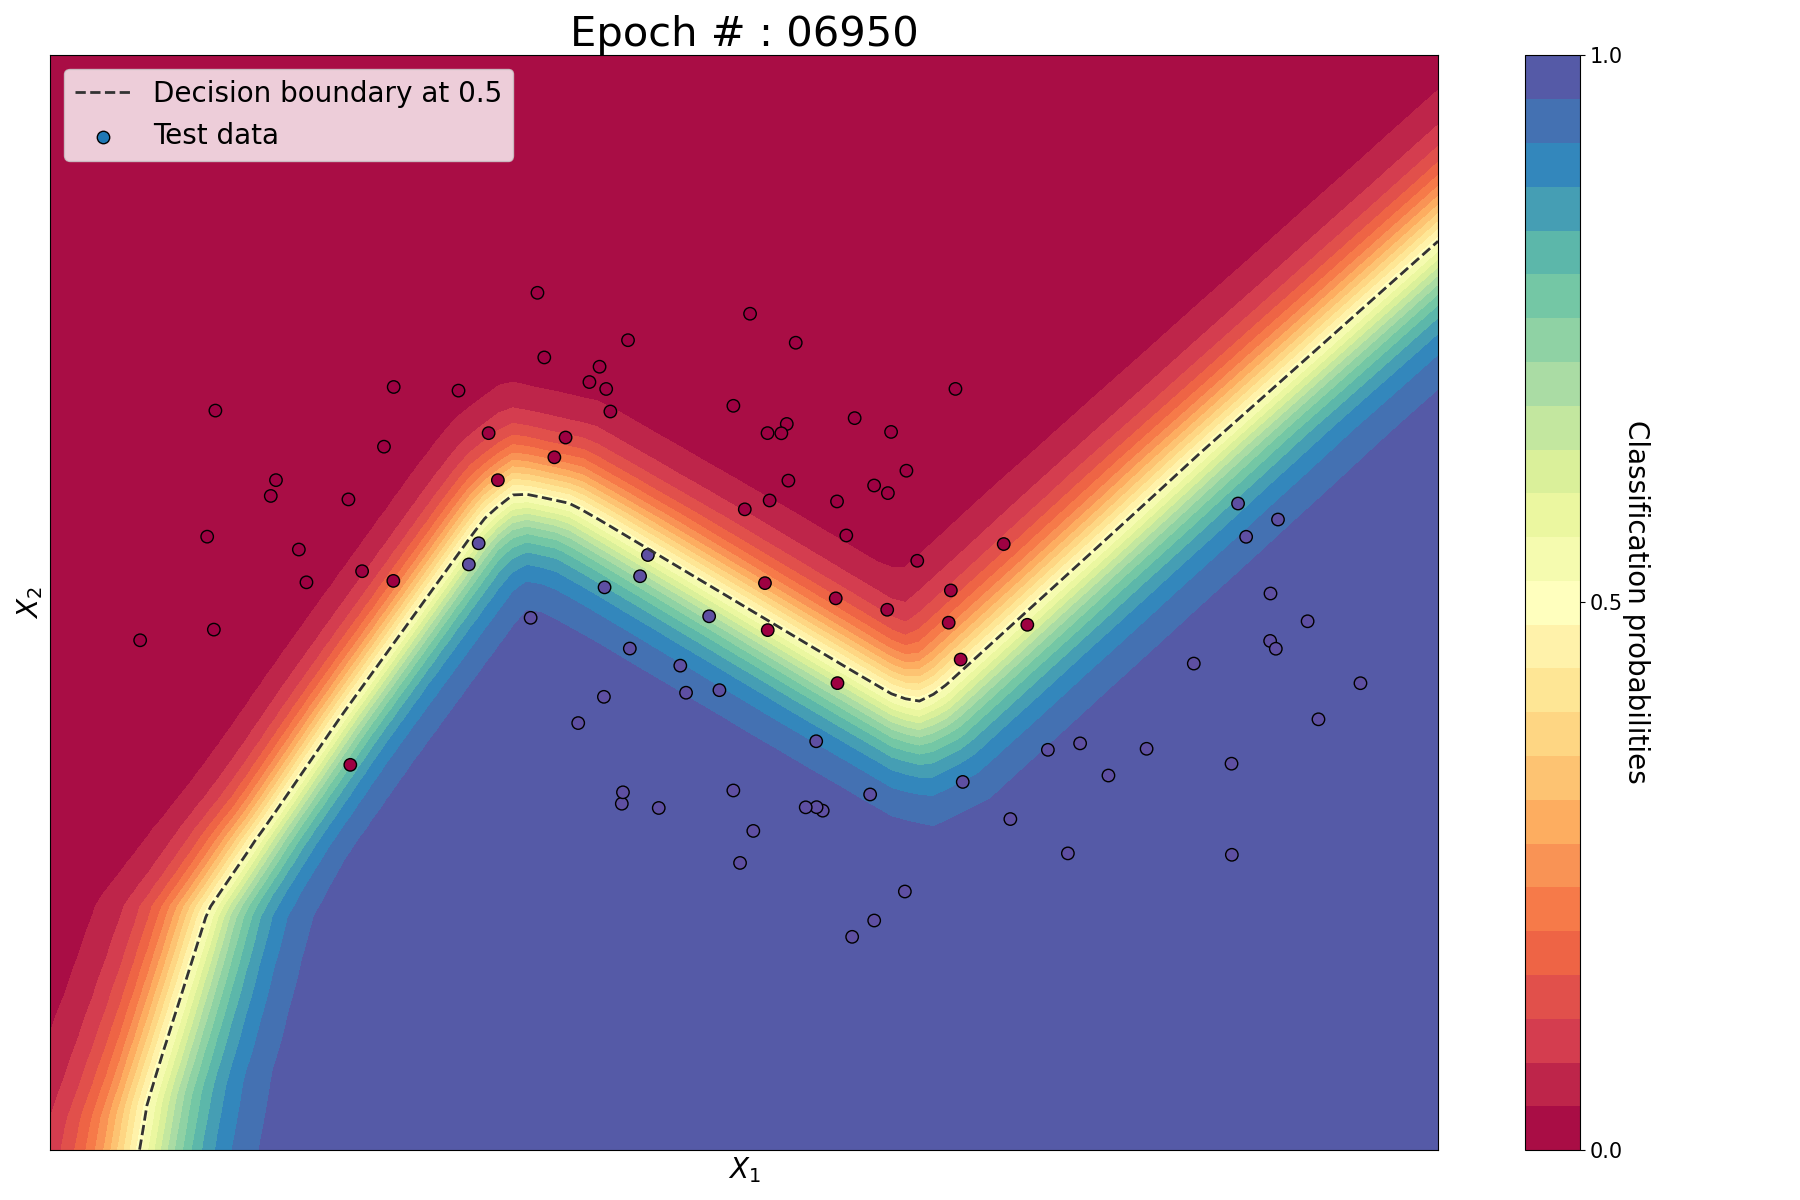 Epoch # : 06950
Decision boundary at 0.5
Test data
X₂
X₁
1.0
0.5
0.0
Classification probabilities